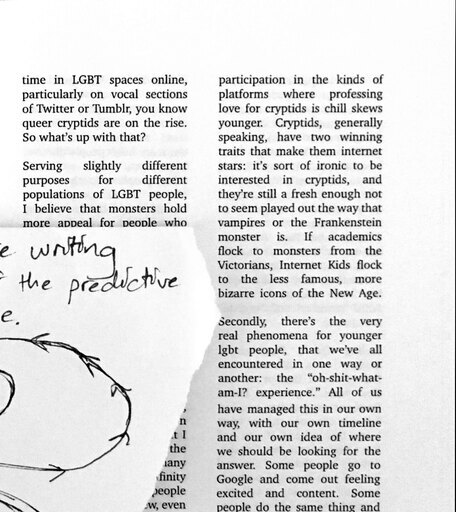 time in LGBT spaces online,
particularly on vocal sections
of Twitter or Tumblr, you know
queer cryptids are on the rise.
So what's up with that?
Serving slightly different
purposes for different
populations of LGBT people,
I believe that monsters hold
more appeal for people who
writing
the predictive
t I
the
people
even
participation in the kinds of
platforms where professing
love for cryptids is chill skews
younger. Cryptids, generally
speaking, have two winning
traits that make them internet
stars: it's sort of ironic to be
interested in cryptids, and
they're still a fresh enough not
to seem played out the way that
vampires or the Frankenstein
monster is. If academics
flock to monsters from the
Victorians, Internet Kids flock
to the less famous, more
bizarre icons of the New Age.
Secondly, there's the very
real phenomena for younger
lgbt people, that we've all
encountered in one way or
another: the "oh-shit-what-
am-I? experience." All of us
have managed this in our own
way, with our own timeline
and our own idea of where
we should be looking for the
answer. Some people go to
Google and come out feeling
excited and content. Some
people do the same thing and